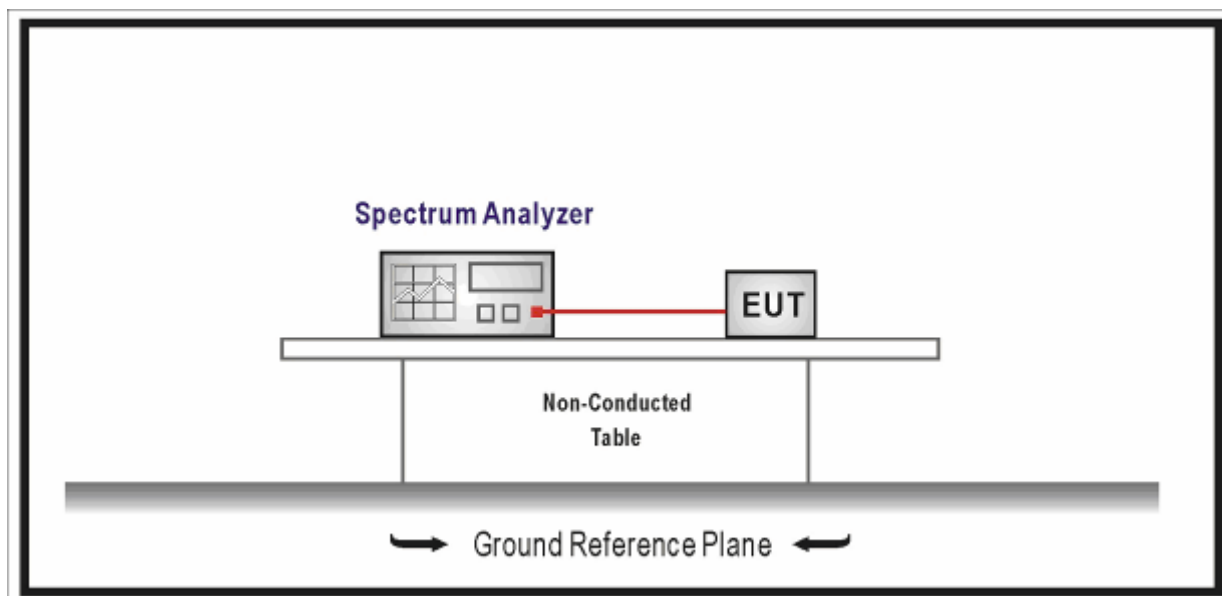 Spectrum Analyzer
EUT
Non-Conducted
Table
Ground Reference Plane